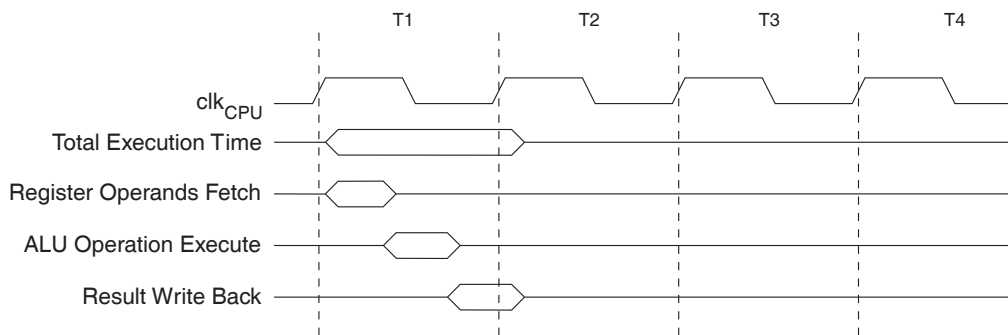 T1 T2 T3 T4
clkCPU
Total Execution Time
Register Operands Fetch
ALU Operation Execute
Result Write Back